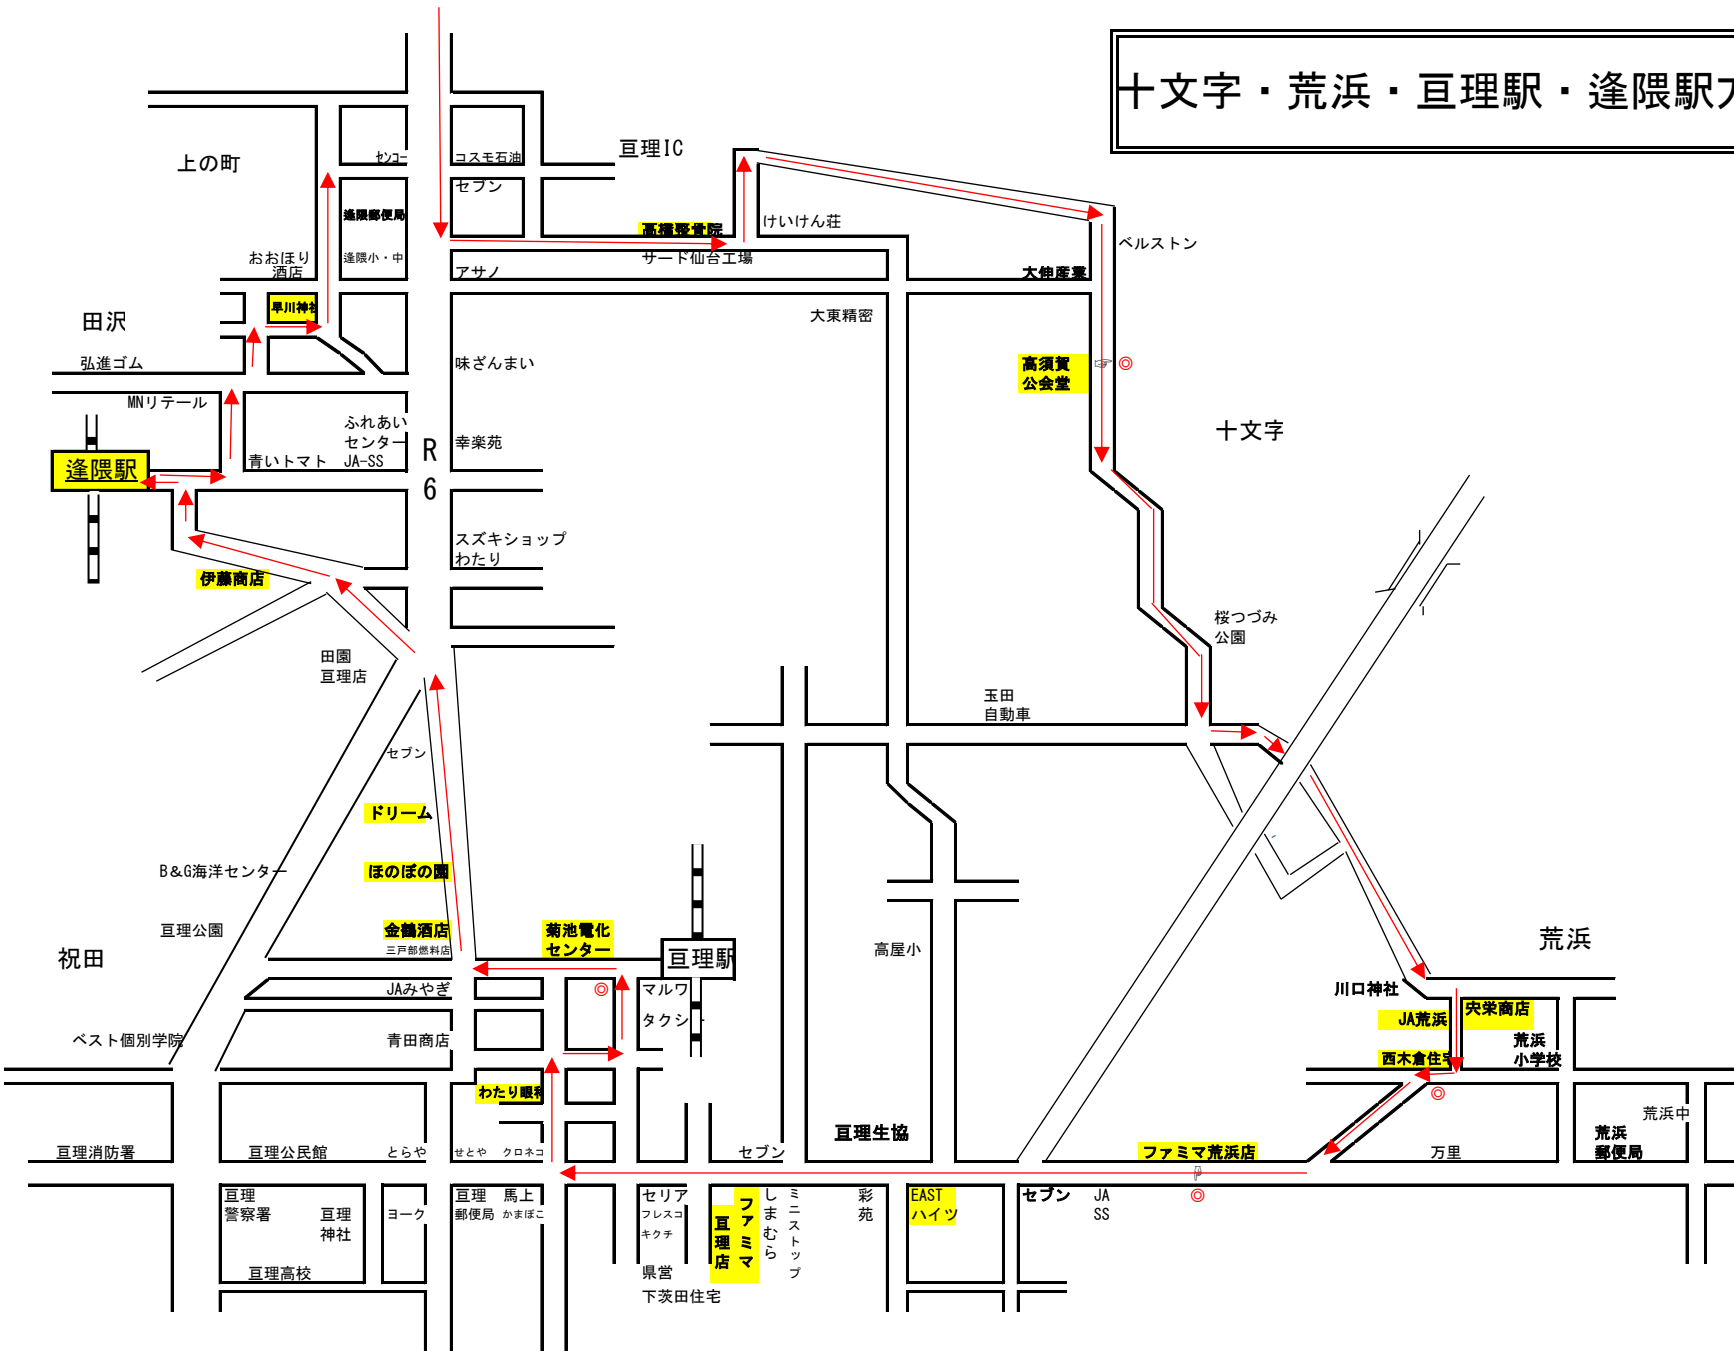 十文字・荒浜・亘理駅・逢隈駅方
亘理IC
上の町
センコー
コスモ石油
セブン
逢隈郵便局
けいけん荘
高橋整骨院
ベルストン
おおほり
酒店
逢隈小・中
サード仙台工場
アサノ
大伸産業
早川神社
田沢
大東精密
弘進ゴム
味ざんまい
高須賀
公会堂
◎
MNリテール
ふれあい
センター
JA-SS
R
6
幸楽苑
十文字
青いトマト
逢隈駅
スズキショップ
わたり
伊藤商店
桜つづみ
公園
田園
亘理店
玉田
自動車
セブン
ドリーム
B&G海洋センター
ほのぼの園
亘理公園
金鶴酒店
三戸部燃料店
菊池電化
センター
亘理駅
高屋小
祝田
荒浜
JAみやぎ
◎
マルワ
タクシー
川口神社
JA荒浜
宍栄商店
ベスト個別学院
青田商店
荒浜
小学校
西木倉住宅
わたり眼科
◎
荒浜中
亘理生協
荒浜
郵便局
亘理消防署
亘理公民館
とらや
せとや
クロネコ
セブン
ファミマ荒浜店
万里
亘理
警察署
亘理
神社
ヨーク
亘理
郵便局
馬上
かまぼこ
セリア
フレスコ
キクチ
ファミマ
亘理店
しまむら
ミニストップ
彩
苑
EAST
ハイツ
セブン
JA
SS
◎
亘理高校
県営
下茨田住宅